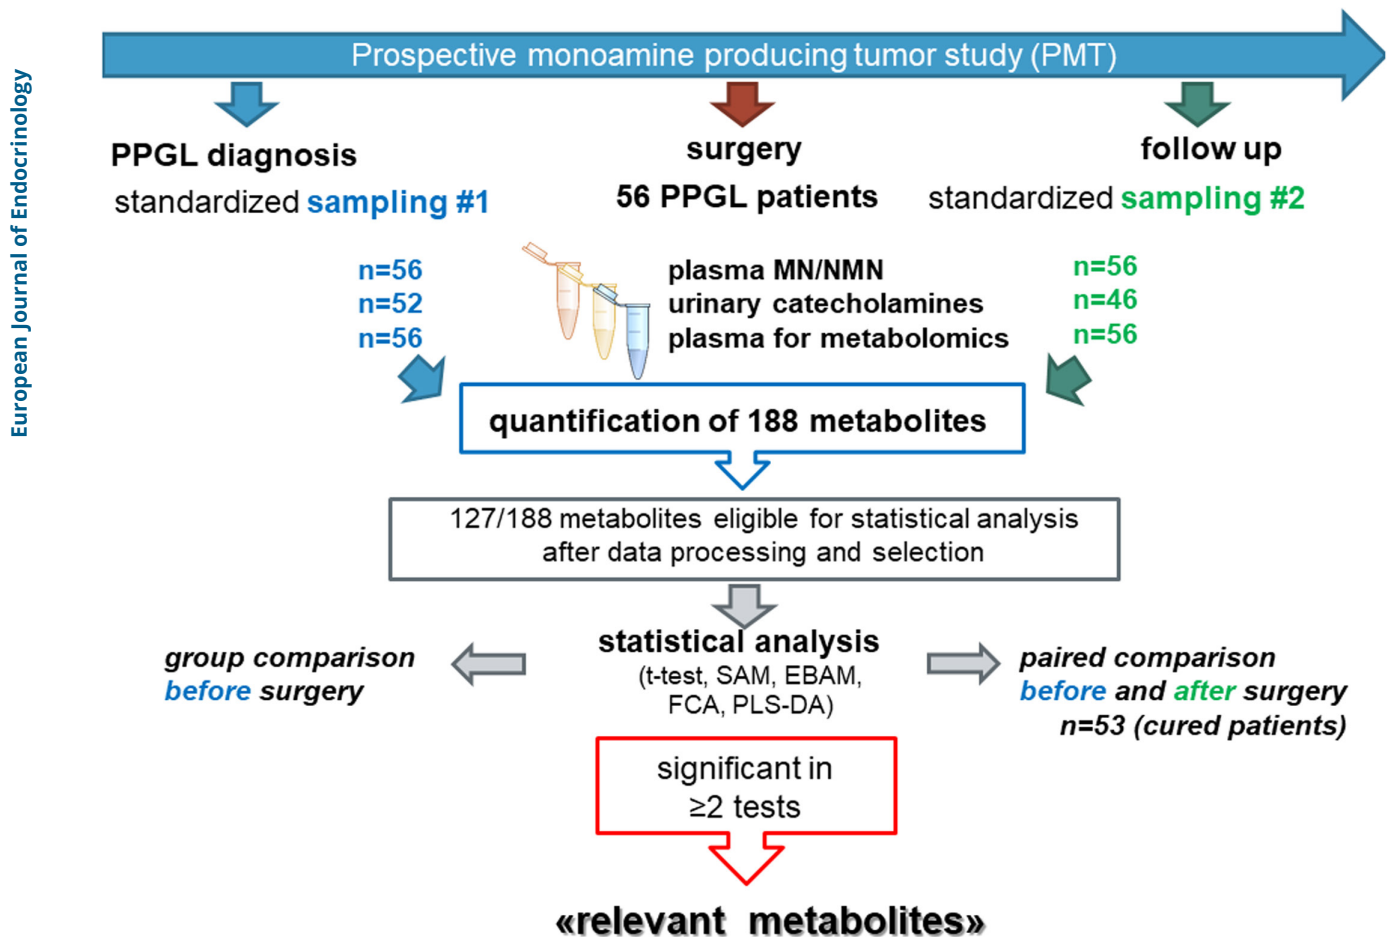 European Journal of Endocrinology
Prospective monoamine producing tumor study (PMT)
PPGL diagnosis
standardized sampling #1
surgery
56 PPGL patients
follow up
standardized sampling #2
n=56
n=52
n=56
plasma MN/NMN
urinary catecholamines
plasma for metabolomics
n=56
n=46
n=56
quantification of 188 metabolites
127/188 metabolites eligible for statistical analysis
after data processing and selection
group comparison
before surgery
statistical analysis
(t-test, SAM, EBAM,
FCA, PLS-DA)
paired comparison
before and after surgery
n=53 (cured patients)
significant in
≥2 tests
«relevant metabolites»